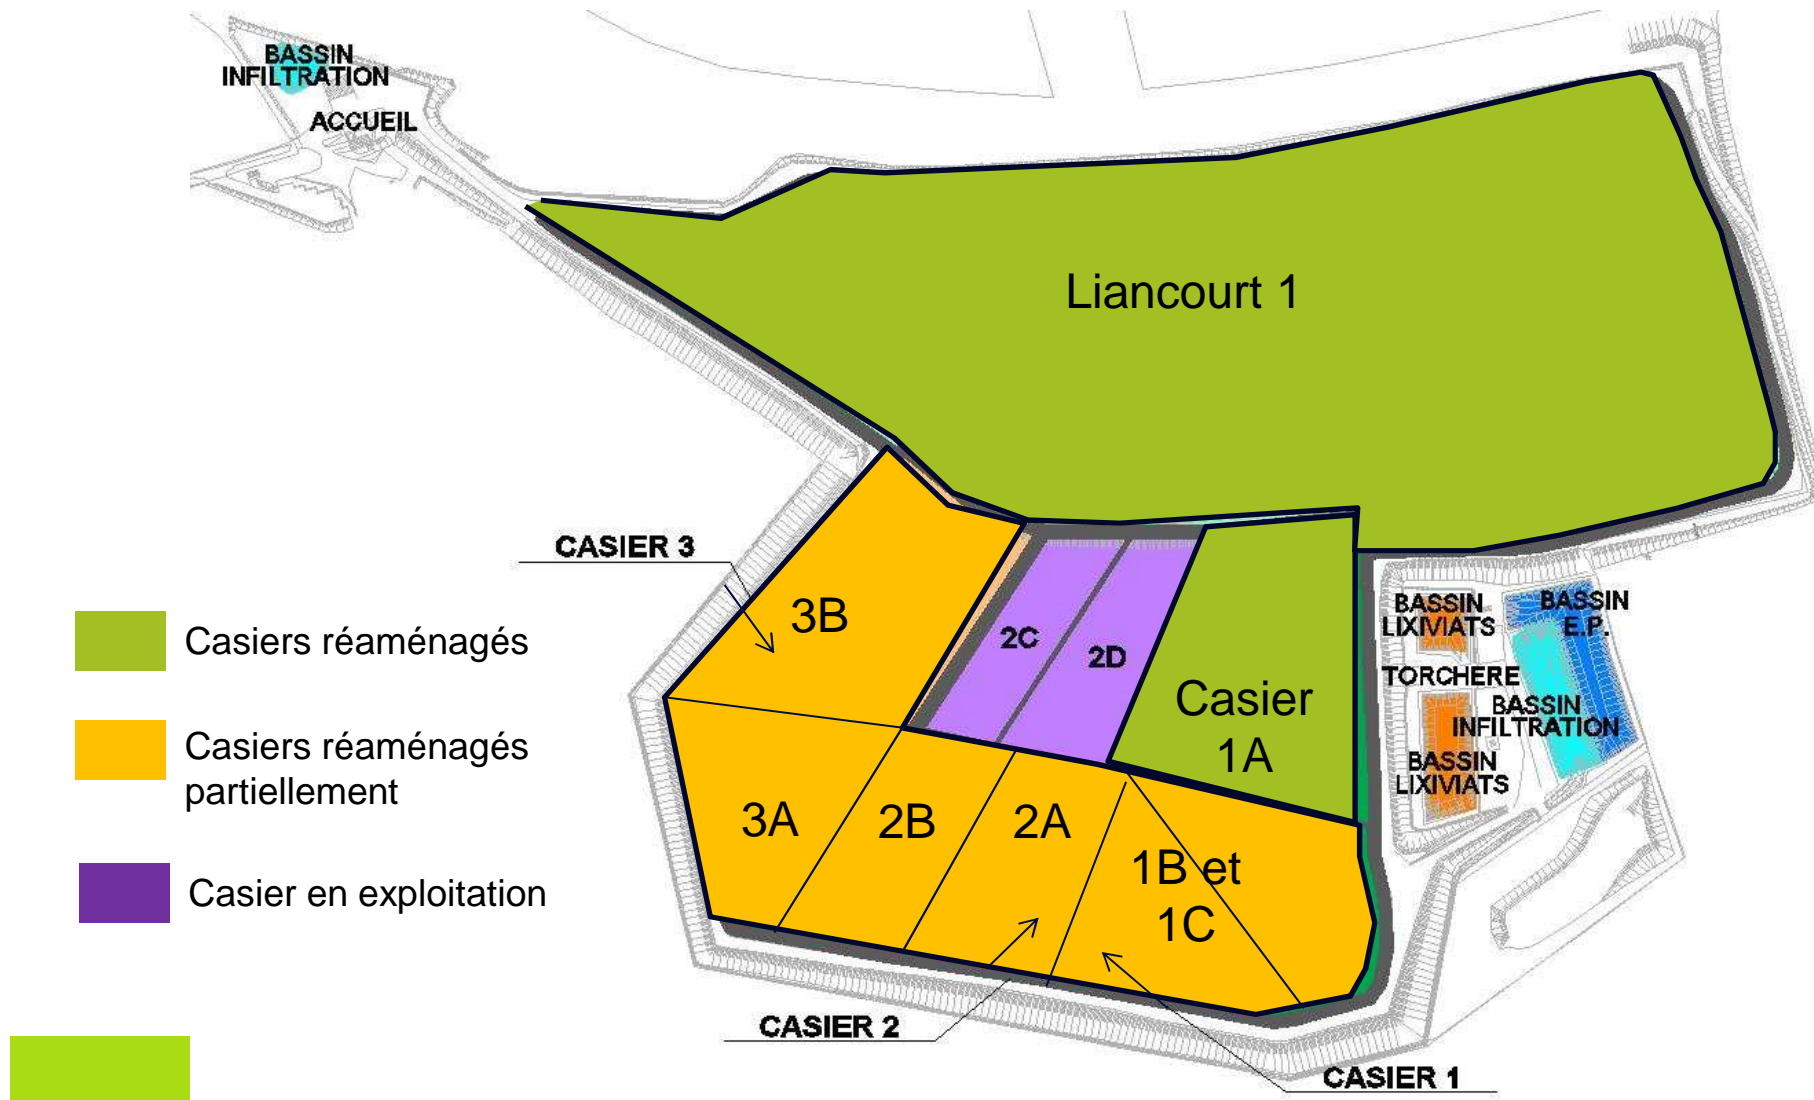 BASSIN
INFILTRATION
ACCUEIL
Liancourt 1
CASIER 3
3B
2C
2D
Casier
1A
BASSIN
LIXIVIATS
BASSIN
E.P.
TORCHERE
BASSIN
INFILTRATION
BASSIN
LIXIVIATS
Casiers réaménagés
Casiers réaménagés
partiellement
Casier en exploitation
3A
2B
2A
1B et
1C
CASIER 2
CASIER 1